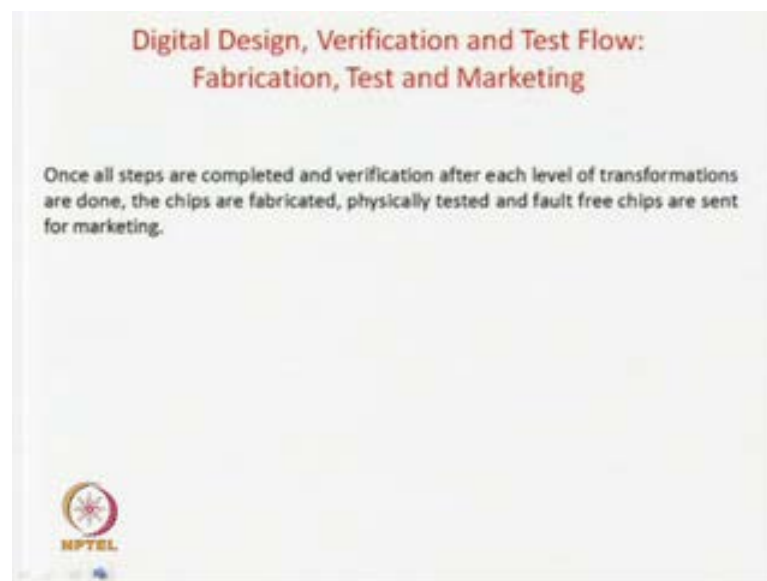 Digital Design, Verification and Test Flow:
Fabrication, Test and Marketing
Once all steps are completed and verification after each level of transformations
are done, the chips are fabricated, physically tested and fault free chips are sent
for marketing.
NPTEL